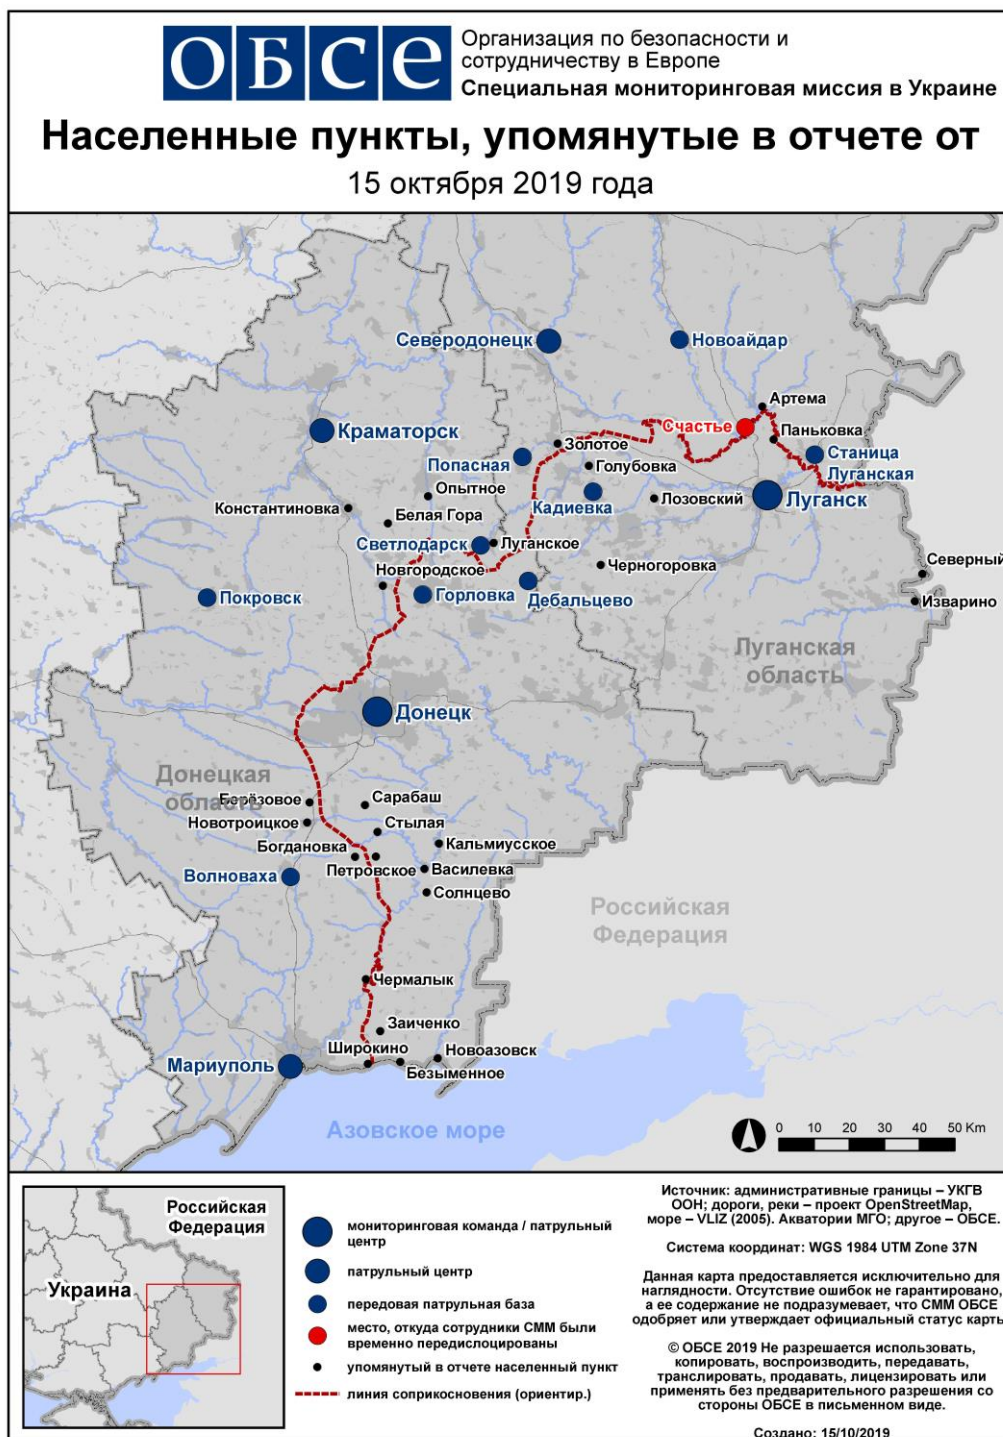 ОБСЕ
Организация по безопасности и
сотрудничеству в Европе
Специальная мониторинговая миссия в Украине
Населенные пункты, упомянутые в отчете от
15 октября 2019 года
Северодонецк
Новоайдар
Артема
Счастье
Паньковка
Краматорск
Золотое
Станица
Луганская
Попасная
Голубовка
Опытное
Кадиевка
Лозовский
Луганск
Константиновка
Белая Гора
Светлодарск
Луганское
Черногоровка
Северный
Новгородское
Покровск
Горловка
Дебальцево
Изварино
Луганская
область
Донецк
Донецкая
область
Берёзовое
Сарабаш
Новотроицкое
Стылая
Богдановка
Кальмиусское
Петровское
Василевка
Волноваха
Солнцево
Российская
Федерация
Чермалык
Заиченко
Широкино
Новоазовск
Безыменное
Мариуполь
Азовское море
0 10 20 30 40 50 Km
Российская
Федерация
Украина
мониторинговая команда / патрульный
центр
патрульный центр
передовая патрульная база
место, откуда сотрудники СММ были
временно передислоцированы
упомянутый в отчете населенный пункт
линия соприкосновения (ориентир.)
Источник: административные границы – УКГВ
ООН; дороги, реки – проект OpenStreetMap,
море – VLIZ (2005). Акватории МГО; другое – ОБСЕ.
Система координат: WGS 1984 UTM Zone 37N
Данная карта предоставляется исключительно для
наглядности. Отсутствие ошибок не гарантировано,
а ее содержание не подразумевает, что СММ ОБСЕ
одобряет или утверждает официальный статус карты.
© ОБСЕ 2019 Не разрешается использовать,
копировать, воспроизводить, передавать,
транслировать, продавать, лицензировать или
применять без предварительного разрешения со
стороны ОБСЕ в письменном виде.
Создано: 15/10/2019